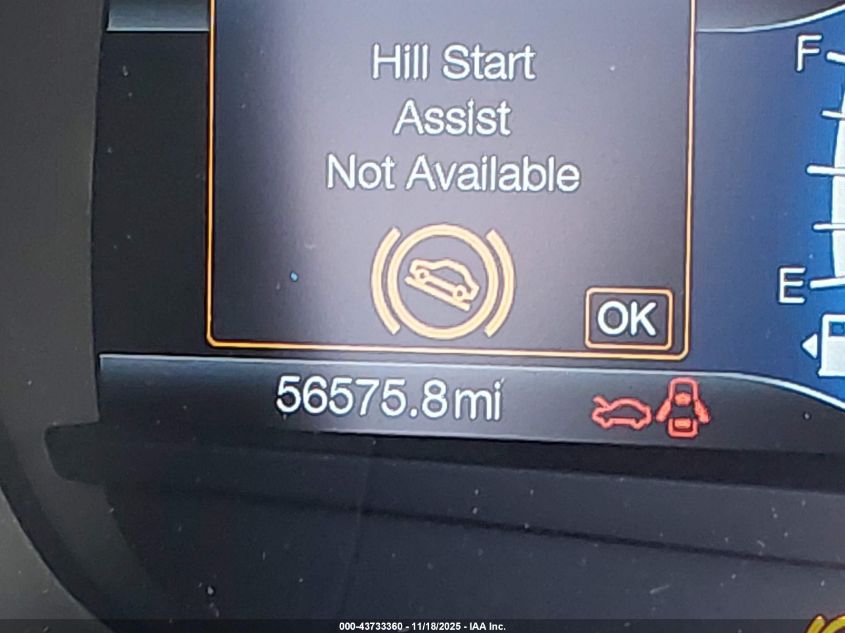 Hill Start
Assist
Not Available
OK
F
E
56575.8mi
000-43733360 - 11/18/2025 - IAA Inc.